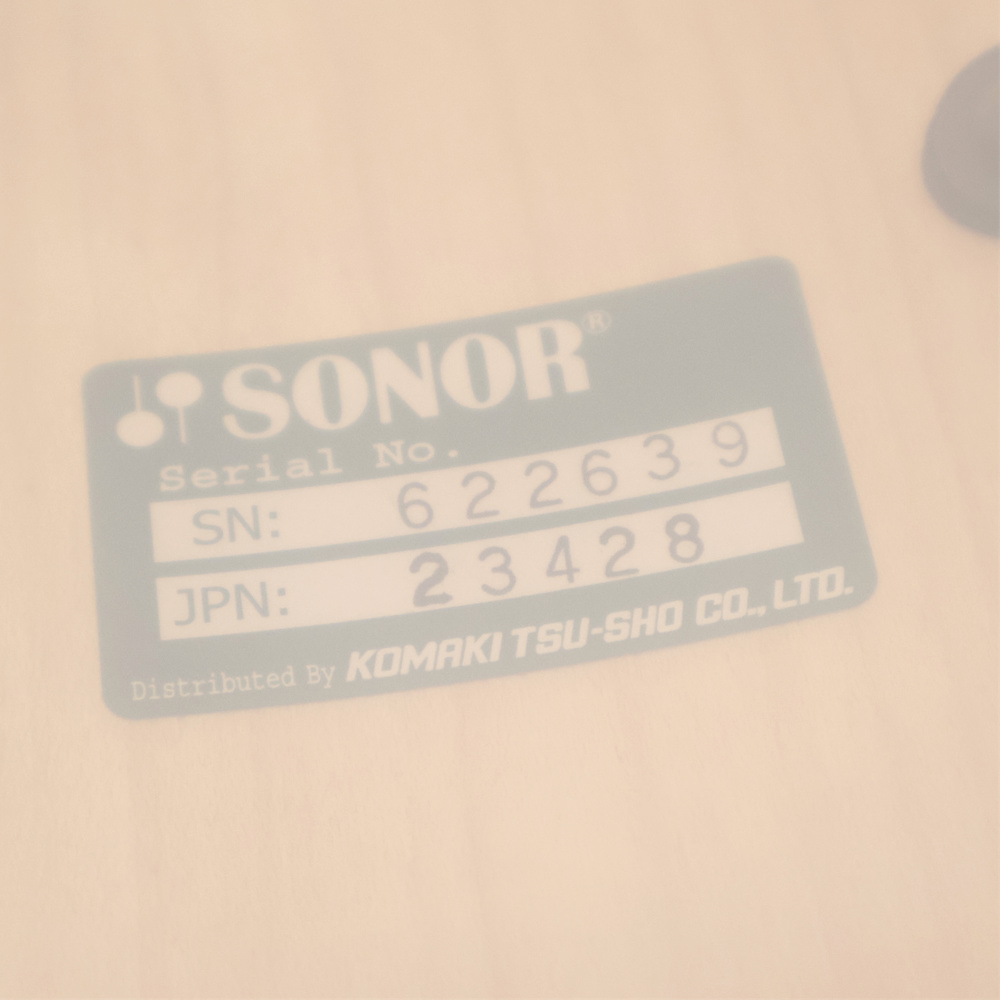 SONOR®
Serial No.
SN: 622639
JPN: 23428
Distributed By KOMAKI TSU-SHO CO., LTD.